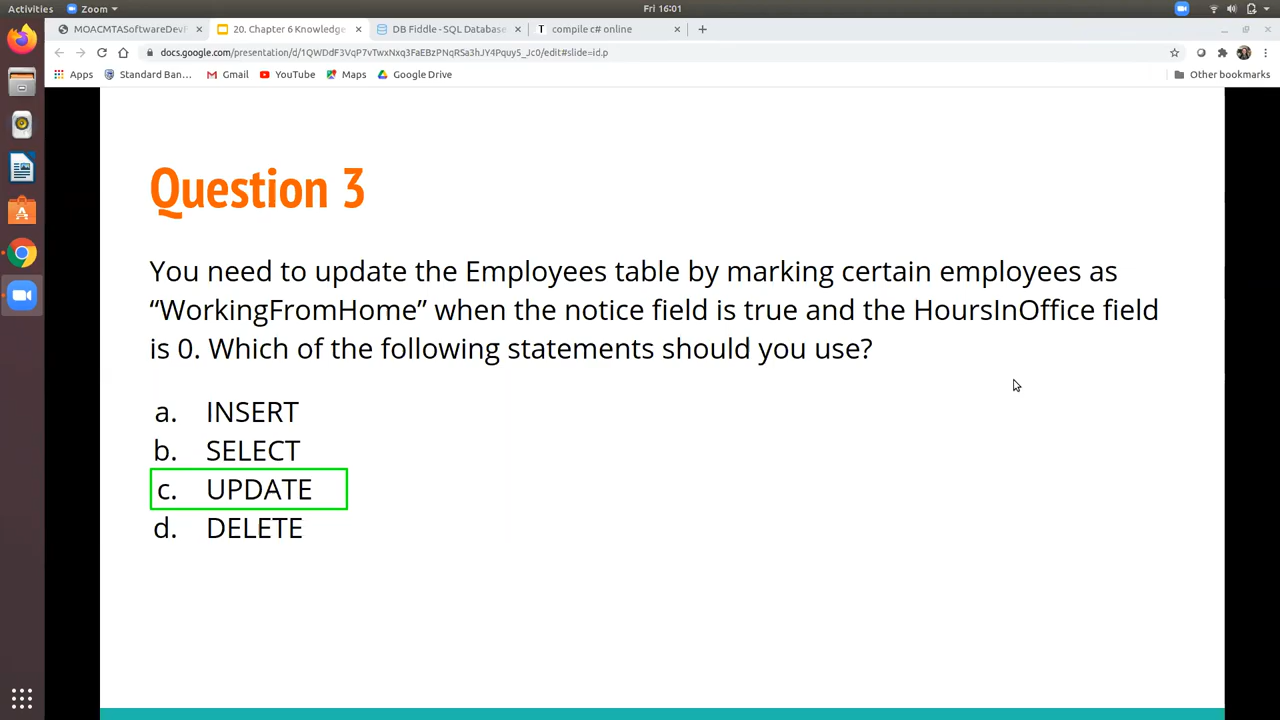 Activities
Zoom
Fri 16:01
MOACMTASoftwareDevF
20. Chapter 6 Knowledge
DB Fiddle - SQL Database
T compile c# online
docs.google.com/presentation/d/1QWDdF3VqP7vTwxNxq3FaEBzPNqRSa3hJY4Pquy5_Jc0/edit#slide=id.p
Apps
Standard Ban...
Gmail
YouTube
Maps
Google Drive
Other bookmarks
Question 3
You need to update the Employees table by marking certain employees as
“WorkingFromHome” when the notice field is true and the HoursInOffice field
is 0. Which of the following statements should you use?
a. INSERT
b. SELECT
c. UPDATE
d. DELETE